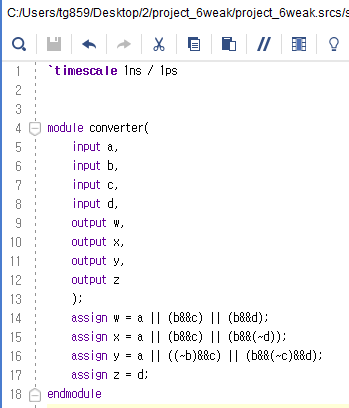 C:/Users/tg859/Desktop/2/project_6weak/project_6weak.srcs/s
1 `timescale 1ns / 1ps
2
3
4 module converter(
5 input a,
6 input b,
7 input c,
8 input d,
9 output w,
10 output x,
11 output y,
12 output z
13 );
14 assign w = a || (b&&c) || (b&&d);
15 assign x = a || (b&&c) || (b&&(~d));
16 assign y = a || ((~b)&&c) || (b&&(~c)&&d);
17 assign z = d;
18 endmodule